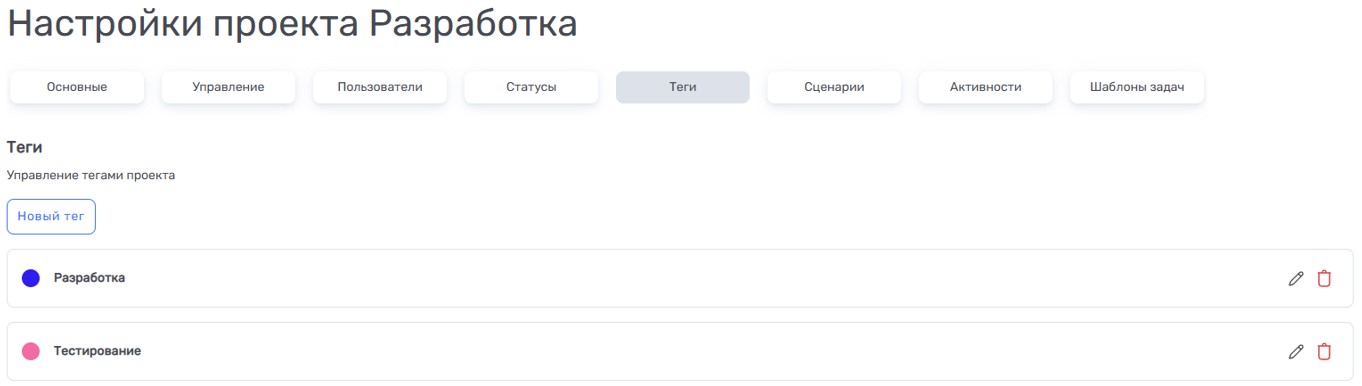 Настройки проекта Разработка
Основные Управление Пользователи Статусы Теги Сценарии Активности Шаблоны задач
Теги
Управление тегами проекта
Новый тег
Разработка
Тестирование